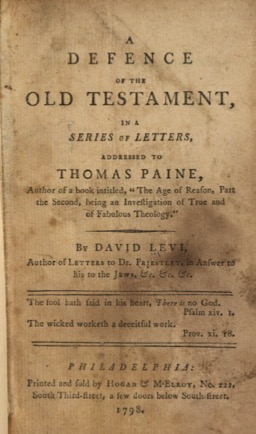 A
DEFENCE
OF THE
OLD TESTAMENT,
IN A
SERIES OF LETTERS,
ADDRESSED TO
THOMAS PAINE,
Author of a book intitled, "The Age of Reason, Part
the Second, being an Inveſtigation of True and
of Fabulous Theology."
By DAVID LEVI,
Author of LETTERS to Dr. PRIESTLEY, in Anſwer to
his to the JEWS, &c. &c. &c.
The fool hath ſaid in his heart, There is no God.
Pſalm xiv. 1.
The wicked worketh a deceitful work.
Prov. xi. 18.
PHILADELPHIA:
Printed and ſold by HOGAN & M'ELROY, No. 222,
South Third-ſtreet, a few doors below South-ſtreet.
1798.